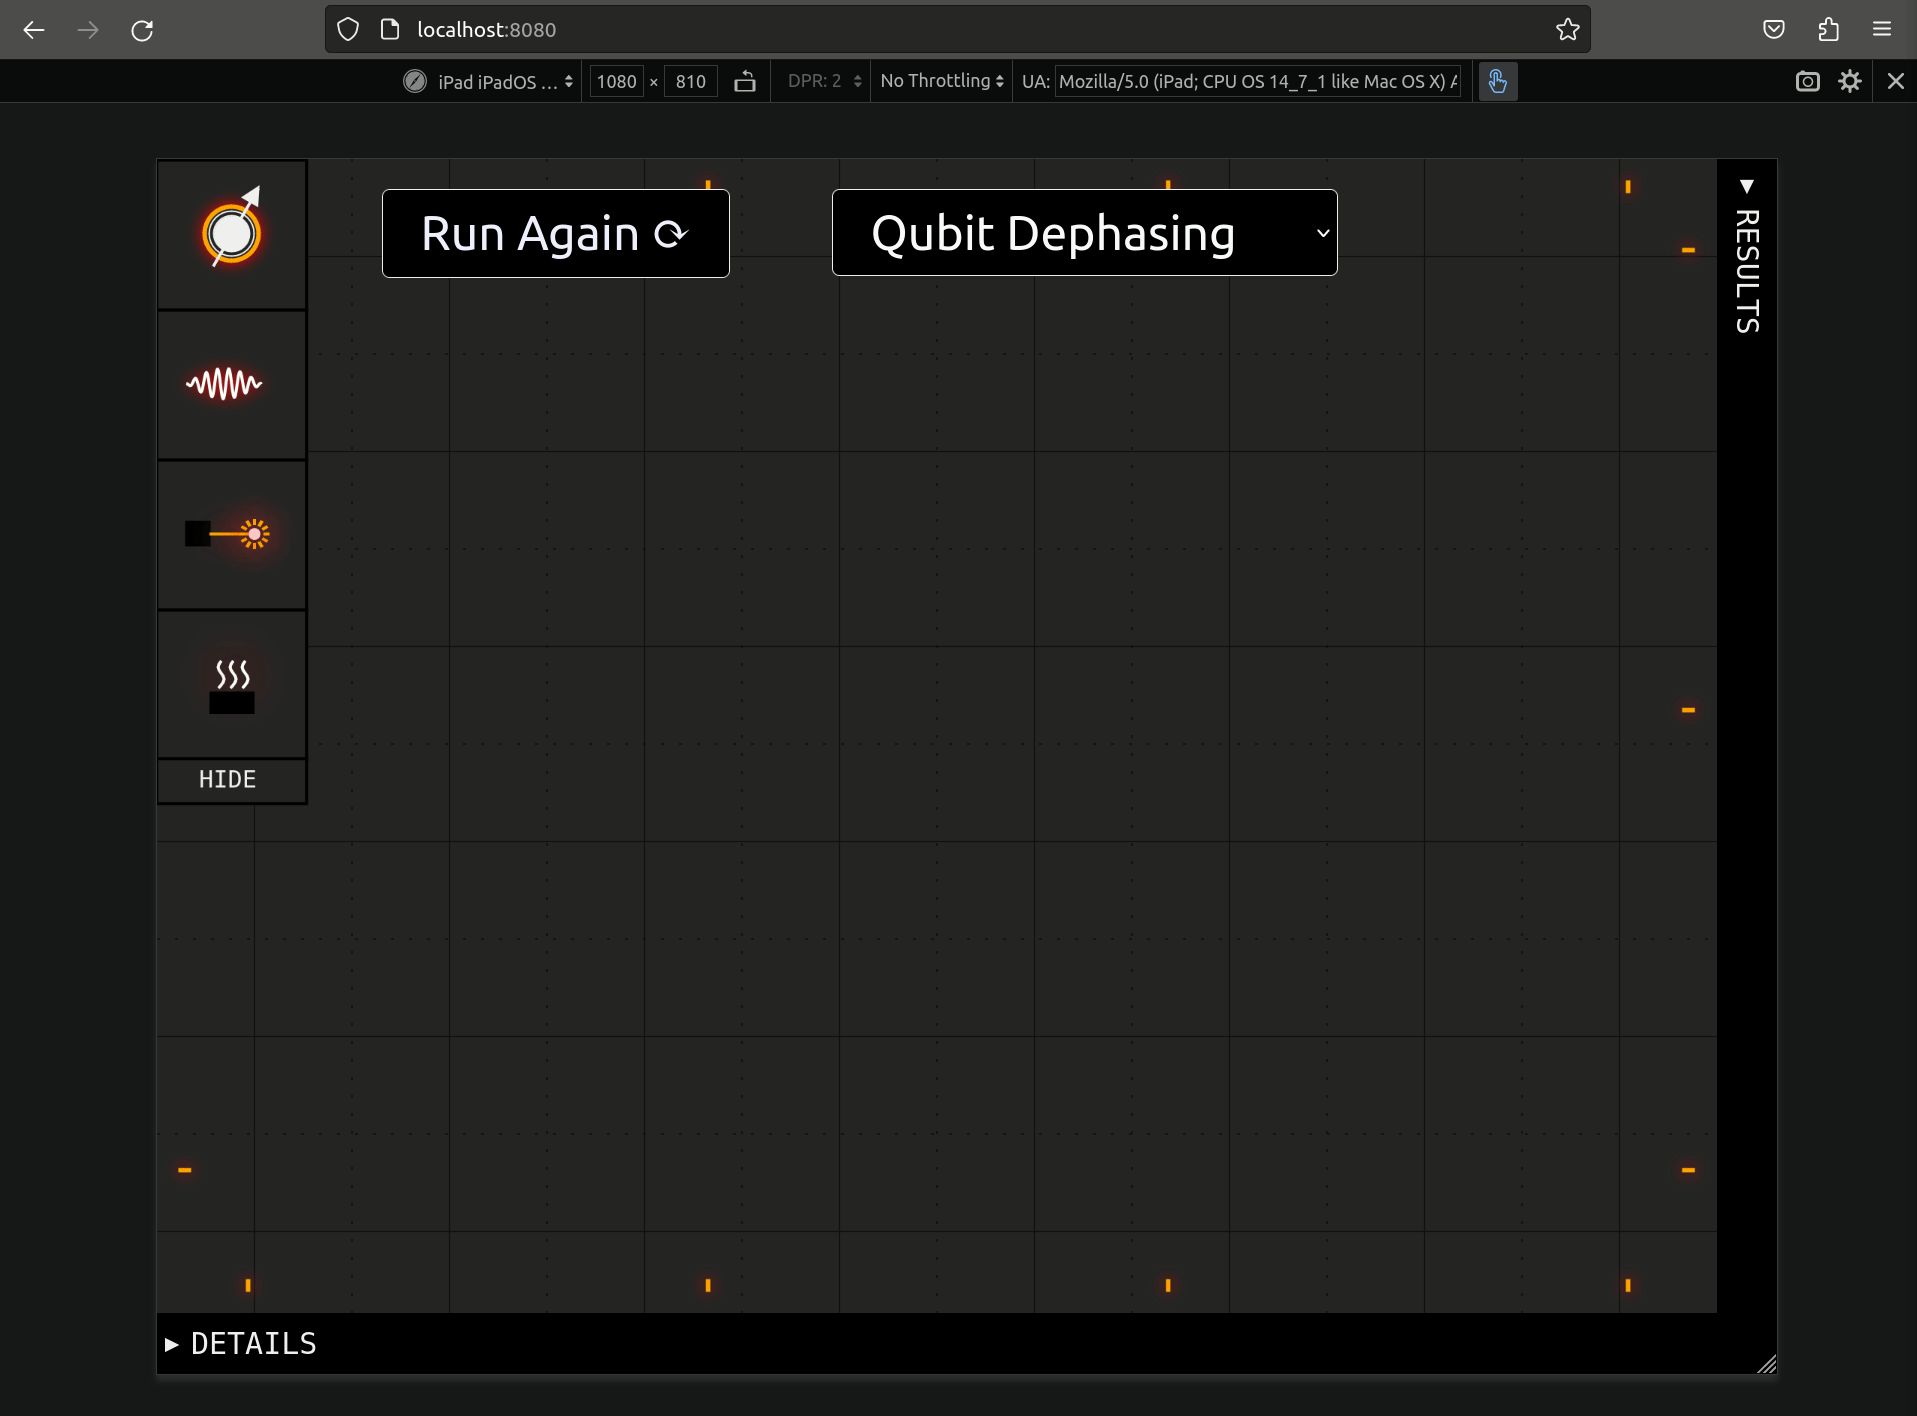 localhost:8080
iPad iPadOS ... 1080 × 810 DPR: 2 No Throttling UA: Mozilla/5.0 (iPad; CPU OS 14_7_1 like Mac OS X) A
Run Again ⟳
Qubit Dephasing
RESULTS
HIDE
DETAILS